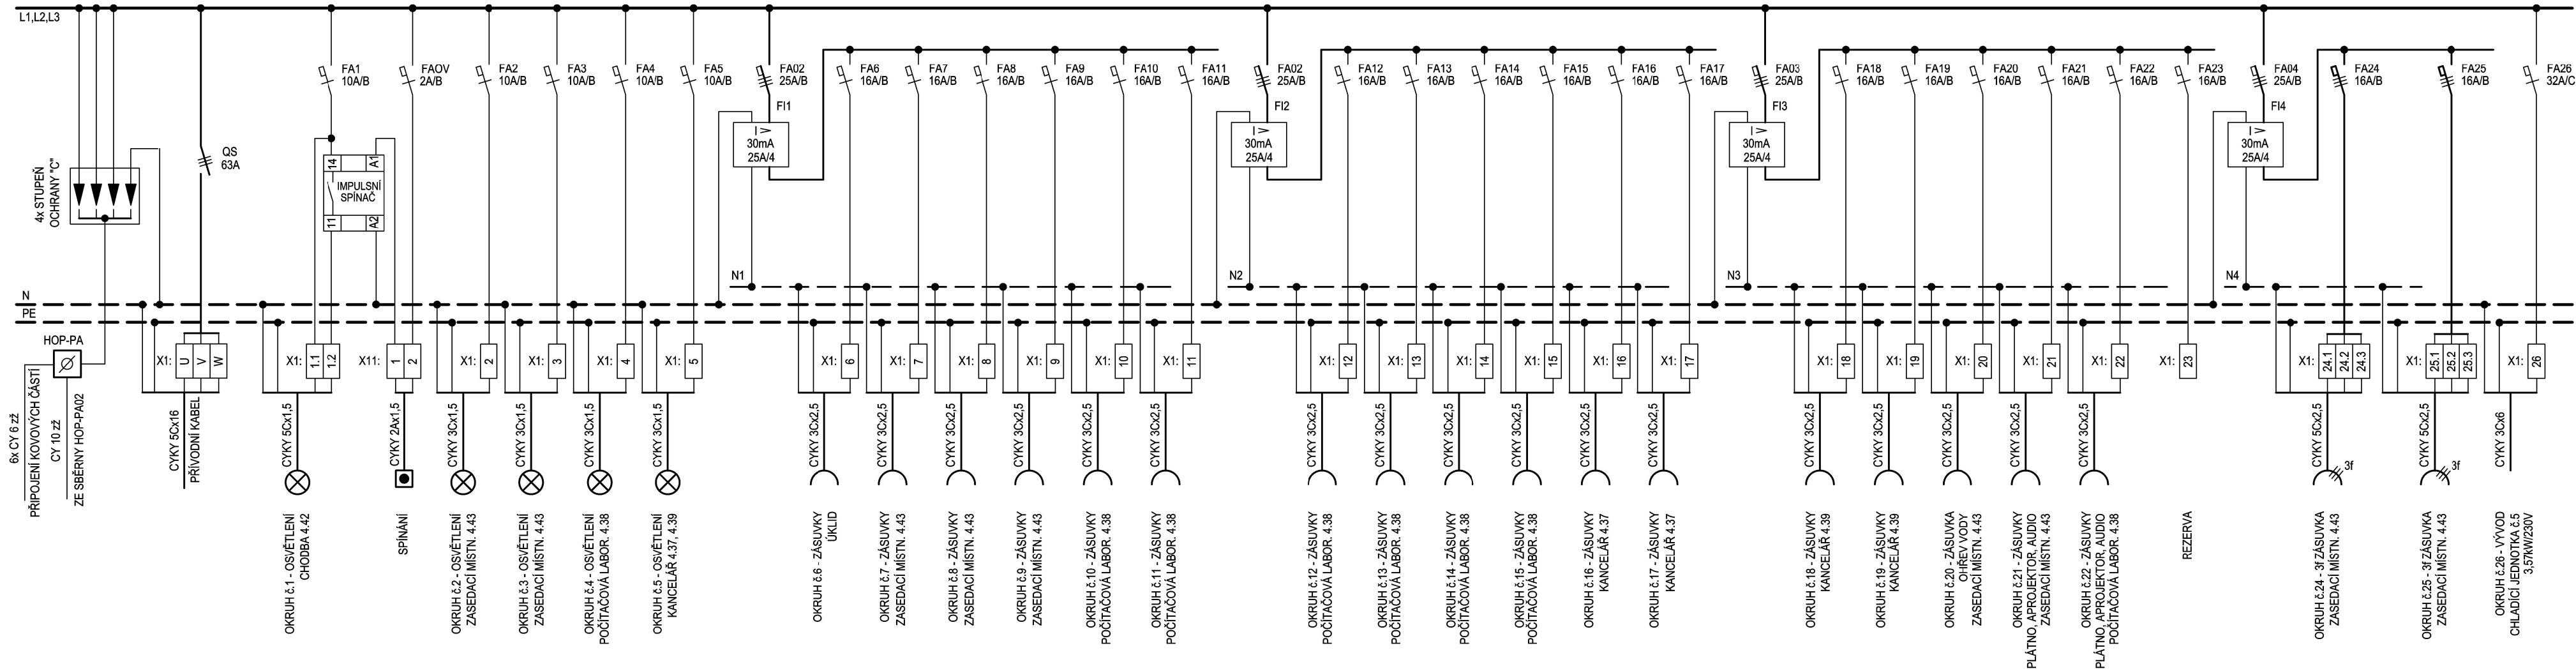 L1,L2,L3
4x STUPEŇ
OCHRANY "C"
QS
63A
FA1
10A/B
14
A1
IMPULSNÍ
SPÍNAČ
11
A2
FAOV
2A/B
FA2
10A/B
FA3
10A/B
FA4
10A/B
FA5
10A/B
FA02
25A/B
FI1
I >
30mA
25A/4
FA6
16A/B
FA7
16A/B
FA8
16A/B
FA9
16A/B
FA10
16A/B
FA11
16A/B
FA02
25A/B
FI2
I >
30mA
25A/4
FA12
16A/B
FA13
16A/B
FA14
16A/B
FA15
16A/B
FA16
16A/B
FA17
16A/B
FA03
25A/B
FI3
I >
30mA
25A/4
FA18
16A/B
FA19
16A/B
FA20
16A/B
FA21
16A/B
FA22
16A/B
FA23
16A/B
FA04
25A/B
FI4
I >
30mA
25A/4
FA24
16A/B
FA25
16A/B
FA26
32A/C
N1
N2
N3
N4
N
PE
HOP-PA
6x CY 6 zž
PŘIPOJENÍ KOVOVÝCH ČÁSTÍ
CY 10 zž
ZE SBĚRNY HOP-PA02
X1:
U
V
W
CYKY 5Cx16
PŘÍVODNÍ KABEL
X1:
1.1
1.2
CYKY 5Cx1,5
OKRUH č.1 - OSVĚTLENÍ
CHODBA 4.42
X11:
1
2
CYKY 2Ax1,5
SPÍNÁNÍ
X1:
2
CYKY 3Cx1,5
OKRUH č.2 - OSVĚTLENÍ
ZASEDACÍ MÍSTN. 4.43
X1:
3
CYKY 3Cx1,5
OKRUH č.3 - OSVĚTLENÍ
ZASEDACÍ MÍSTN. 4.43
X1:
4
CYKY 3Cx1,5
OKRUH č.4 - OSVĚTLENÍ
POČÍTAČOVÁ LABOR. 4.38
X1:
5
CYKY 3Cx1,5
OKRUH č.5 - OSVĚTLENÍ
KANCELÁŘ 4.37, 4.39
X1:
6
CYKY 3Cx2,5
OKRUH č.6 - ZÁSUVKY
ÚKLID
X1:
7
CYKY 3Cx2,5
OKRUH č.7 - ZÁSUVKY
ZASEDACÍ MÍSTN. 4.43
X1:
8
CYKY 3Cx2,5
OKRUH č.8 - ZÁSUVKY
ZASEDACÍ MÍSTN. 4.43
X1:
9
CYKY 3Cx2,5
OKRUH č.9 - ZÁSUVKY
ZASEDACÍ MÍSTN. 4.43
X1:
10
CYKY 3Cx2,5
OKRUH č.10 - ZÁSUVKY
POČÍTAČOVÁ LABOR. 4.38
X1:
11
CYKY 3Cx2,5
OKRUH č.11 - ZÁSUVKY
POČÍTAČOVÁ LABOR. 4.38
X1:
12
CYKY 3Cx2,5
OKRUH č.12 - ZÁSUVKY
POČÍTAČOVÁ LABOR. 4.38
X1:
13
CYKY 3Cx2,5
OKRUH č.13 - ZÁSUVKY
POČÍTAČOVÁ LABOR. 4.38
X1:
14
CYKY 3Cx2,5
OKRUH č.14 - ZÁSUVKY
POČÍTAČOVÁ LABOR. 4.38
X1:
15
CYKY 3Cx2,5
OKRUH č.15 - ZÁSUVKY
POČÍTAČOVÁ LABOR. 4.38
X1:
16
CYKY 3Cx2,5
OKRUH č.16 - ZÁSUVKY
KANCELÁŘ 4.37
X1:
17
CYKY 3Cx2,5
OKRUH č.17 - ZÁSUVKY
KANCELÁŘ 4.37
X1:
18
CYKY 3Cx2,5
OKRUH č.18 - ZÁSUVKY
KANCELÁŘ 4.39
X1:
19
CYKY 3Cx2,5
OKRUH č.19 - ZÁSUVKY
KANCELÁŘ 4.39
X1:
20
CYKY 3Cx2,5
OKRUH č.20 - ZÁSUVKA
OHŘEV VODY
ZASEDACÍ MÍSTN. 4.43
X1:
21
CYKY 3Cx2,5
OKRUH č.21 - ZÁSUVKY
PLÁTNO, APROJEKTOR, AUDIO
ZASEDACÍ MÍSTN. 4.43
X1:
22
CYKY 3Cx2,5
OKRUH č.22 - ZÁSUVKY
PLÁTNO, APROJEKTOR, AUDIO
POČÍTAČOVÁ LABOR. 4.38
X1:
23
REZERVA
X1:
24.1
24.2
24.3
CYKY 5Cx2,5
3f
OKRUH č.24 - 3f ZÁSUVKA
ZASEDACÍ MÍSTN. 4.43
X1:
25.1
25.2
25.3
CYKY 5Cx2,5
3f
OKRUH č.25 - 3f ZÁSUVKA
ZASEDACÍ MÍSTN. 4.43
X1:
26
CYKY 3Cx6
OKRUH č.26 - VÝVOD
CHLADÍCÍ JEDNOTKA č.5
3,57kW/230V